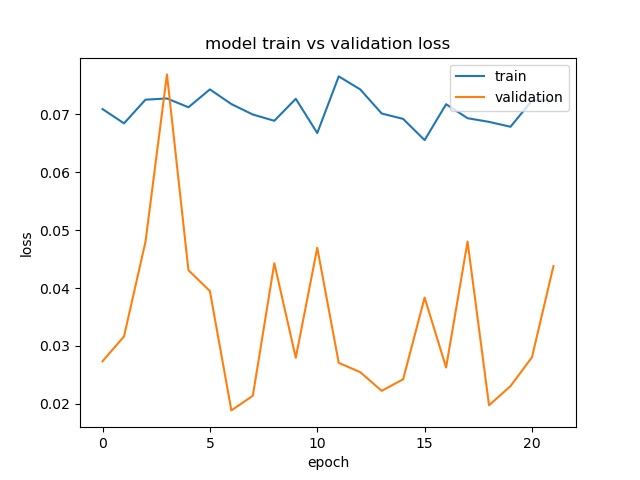 model train vs validation loss
train
validation
0.07
0.06
0.05
0.04
0.03
0.02
loss
0 5 10 15 20
epoch